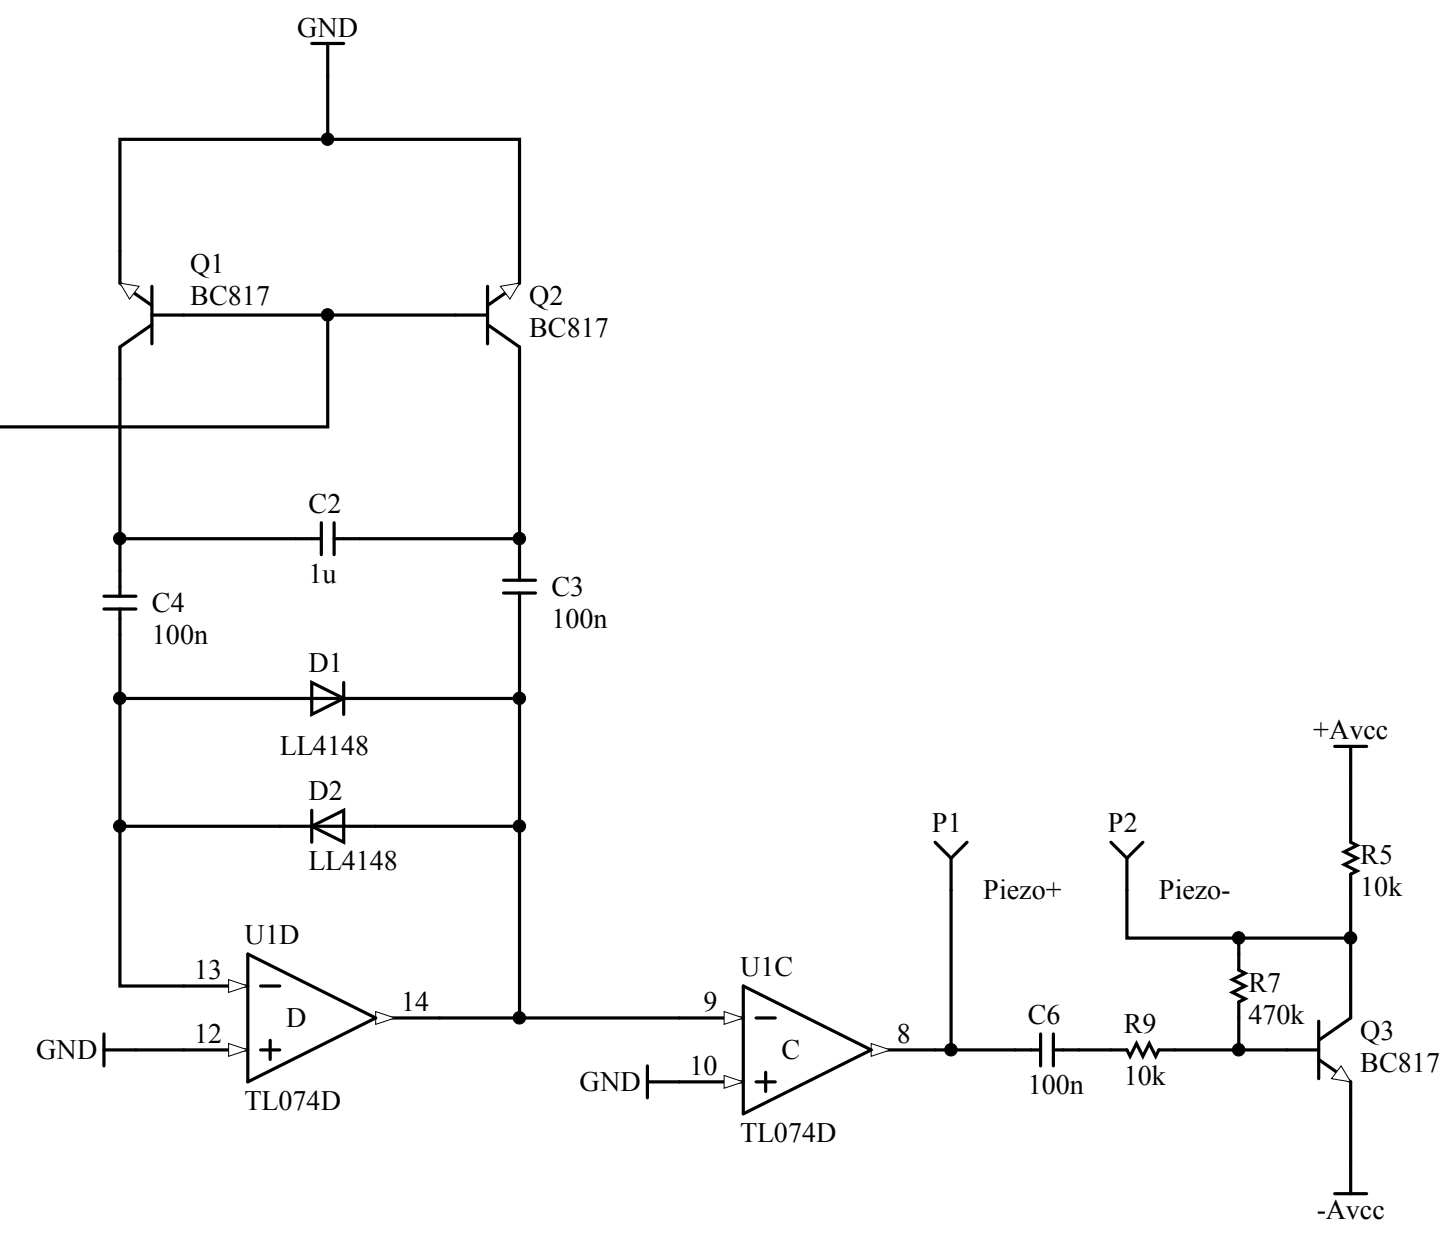 GND
Q1
BC817
Q2
BC817
C2
1u
C4
100n
C3
100n
D1
LL4148
D2
LL4148
U1D
13
12
14
D
GND
TL074D
U1C
9
10
8
C
GND
TL074D
P1
Piezo+
P2
Piezo-
C6
100n
R9
10k
R7
470k
+Avcc
R5
10k
Q3
BC817
-Avcc